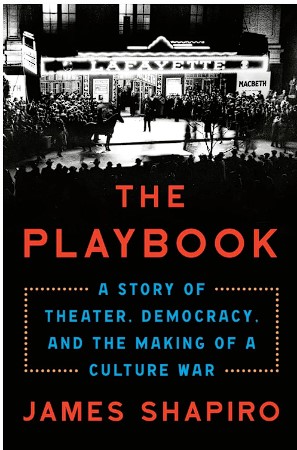 LAFAYETTE
MACBETH
THE
PLAYBOOK
A STORY OF
THEATER, DEMOCRACY,
AND THE MAKING OF A
CULTURE WAR
JAMES SHAPIRO